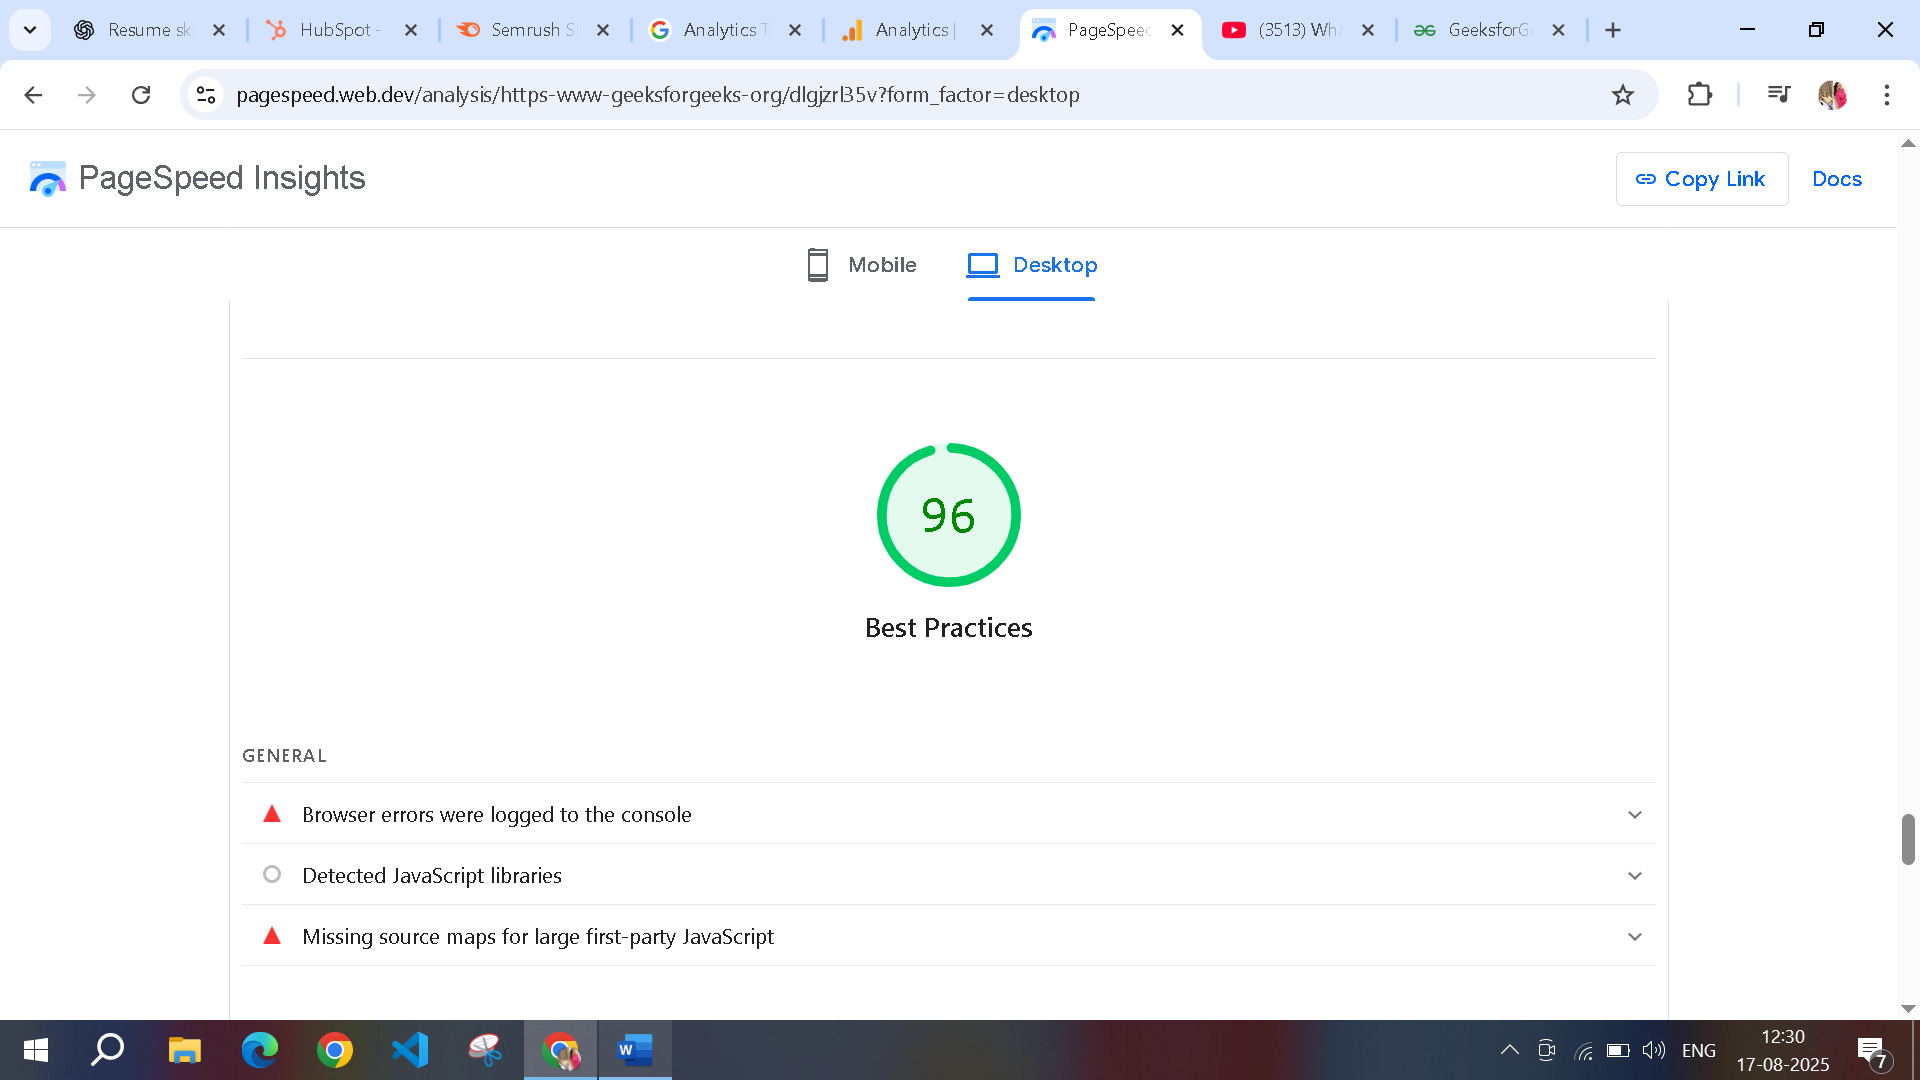 Resume sk
HubSpot -
Semrush S
Analytics T
Analytics |
PageSpeed
(3513) Wha
GeeksforG
pagespeed.web.dev/analysis/https-www-geeksforgeeks-org/dlgjzrl35v?form_factor=desktop
PageSpeed Insights
Copy Link
Docs
Mobile
Desktop
96
Best Practices
GENERAL
Browser errors were logged to the console
Detected JavaScript libraries
Missing source maps for large first-party JavaScript
ENG
12:30
17-08-2025
7